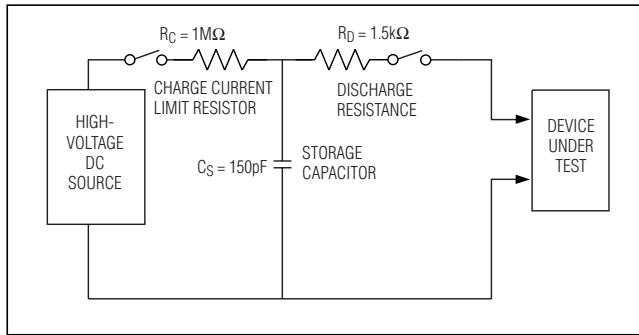 R_C = 1MΩ
R_D = 1.5kΩ
CHARGE CURRENT
LIMIT RESISTOR
DISCHARGE
RESISTANCE
HIGH-
VOLTAGE
DC
SOURCE
C_S = 150pF
STORAGE
CAPACITOR
DEVICE
UNDER
TEST